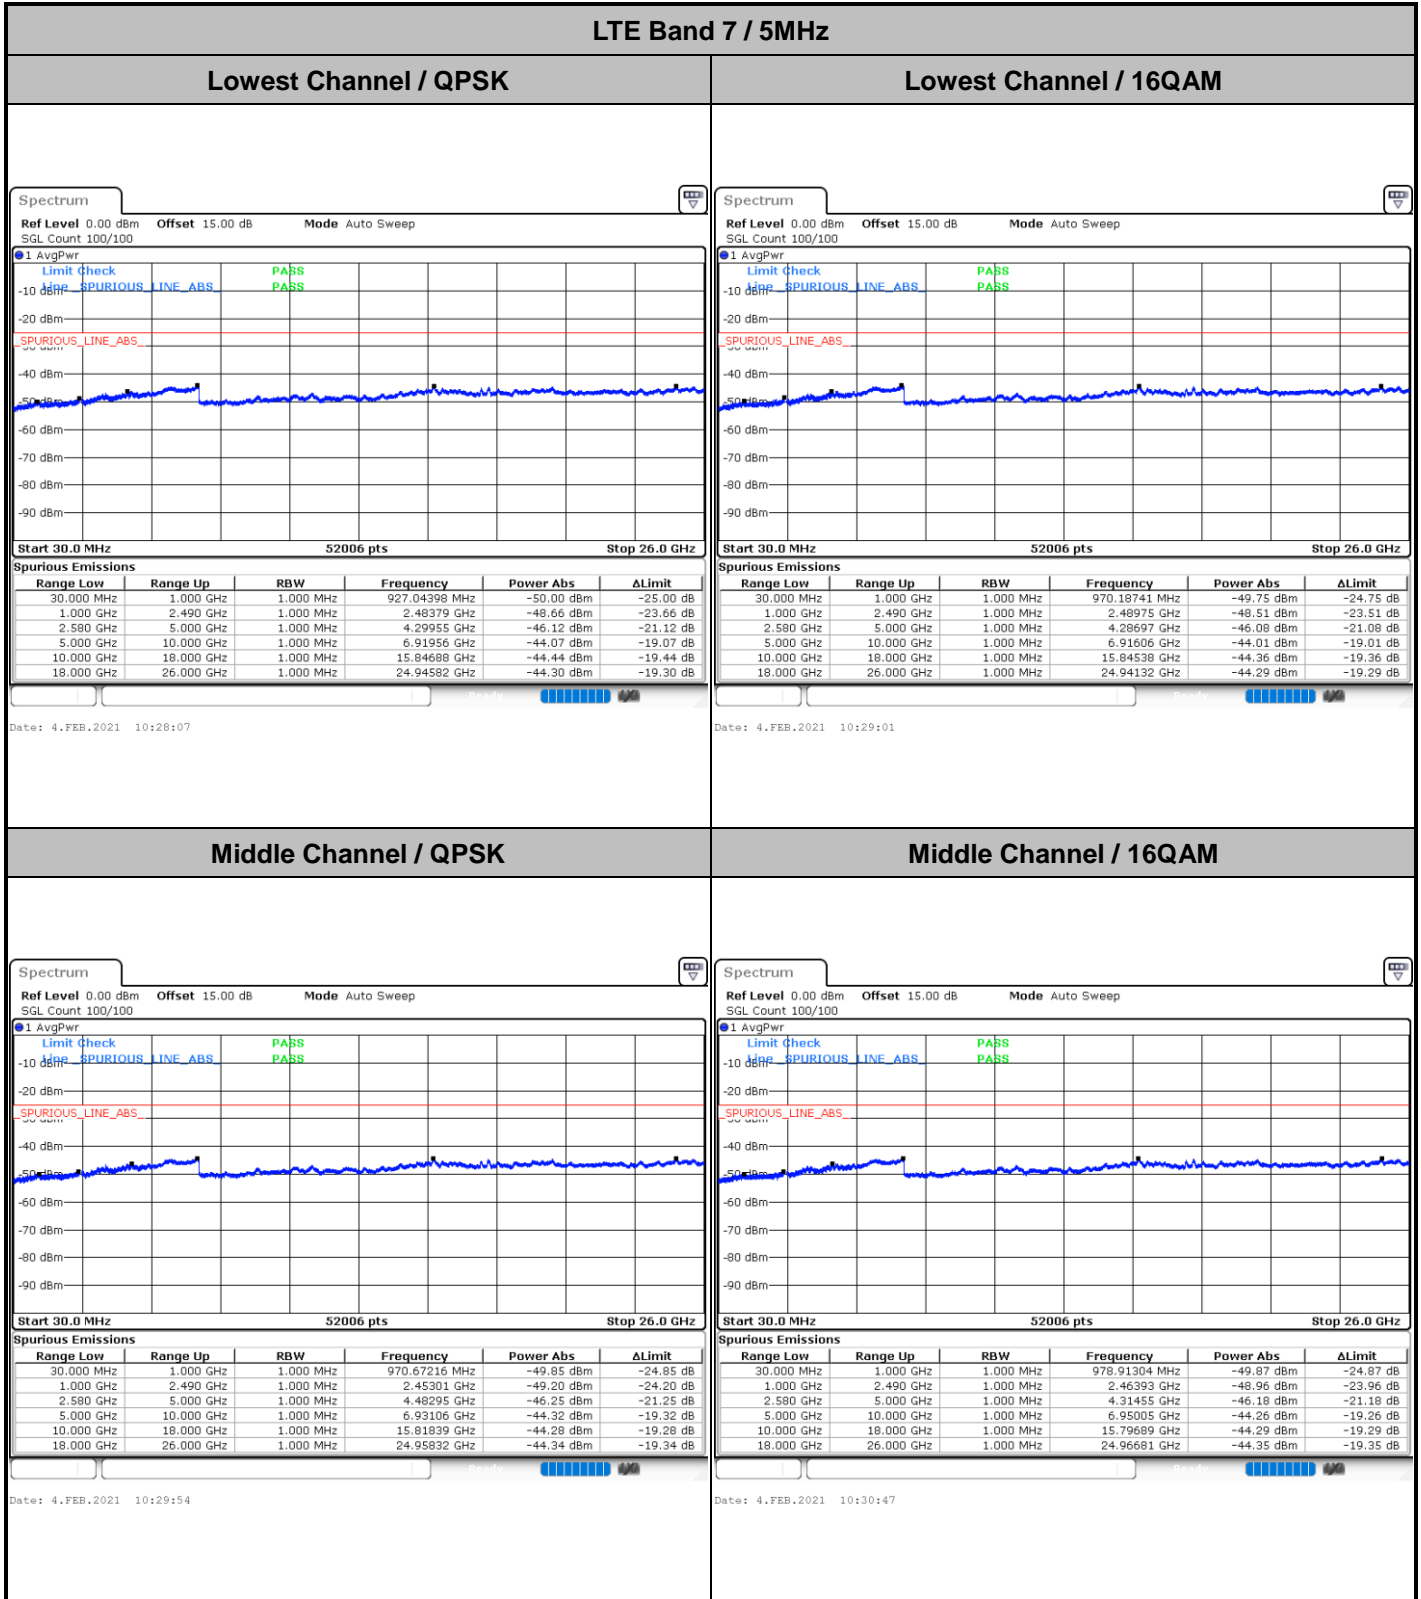 LTE Band 7 / 5MHz
Lowest Channel / QPSK
Lowest Channel / 16QAM
Spectrum
Ref Level 0.00 dBm Offset 15.00 dB Mode Auto Sweep
SGL Count 100/100
1 AvgPwr
Limit Check PASS
Line _SPURIOUS_LINE_ABS_ PASS
-10 dBm
-20 dBm
_SPURIOUS_LINE_ABS_
-30 dBm
-40 dBm
-50 dBm
-60 dBm
-70 dBm
-80 dBm
-90 dBm
Start 30.0 MHz 52006 pts Stop 26.0 GHz
Spurious Emissions
Range Low Range Up RBW Frequency Power Abs ΔLimit
30.000 MHz 1.000 GHz 1.000 MHz 927.04398 MHz -50.00 dBm -25.00 dB
1.000 GHz 2.490 GHz 1.000 MHz 2.48379 GHz -48.66 dBm -23.66 dB
2.580 GHz 5.000 GHz 1.000 MHz 4.29955 GHz -46.12 dBm -21.12 dB
5.000 GHz 10.000 GHz 1.000 MHz 6.91956 GHz -44.07 dBm -19.07 dB
10.000 GHz 18.000 GHz 1.000 MHz 15.84688 GHz -44.44 dBm -19.44 dB
18.000 GHz 26.000 GHz 1.000 MHz 24.94582 GHz -44.30 dBm -19.30 dB
Ready
Date: 4.FEB.2021 10:28:07
Spectrum
Ref Level 0.00 dBm Offset 15.00 dB Mode Auto Sweep
SGL Count 100/100
1 AvgPwr
Limit Check PASS
Line _SPURIOUS_LINE_ABS_ PASS
-10 dBm
-20 dBm
_SPURIOUS_LINE_ABS_
-30 dBm
-40 dBm
-50 dBm
-60 dBm
-70 dBm
-80 dBm
-90 dBm
Start 30.0 MHz 52006 pts Stop 26.0 GHz
Spurious Emissions
Range Low Range Up RBW Frequency Power Abs ΔLimit
30.000 MHz 1.000 GHz 1.000 MHz 970.18741 MHz -49.75 dBm -24.75 dB
1.000 GHz 2.490 GHz 1.000 MHz 2.48975 GHz -48.51 dBm -23.51 dB
2.580 GHz 5.000 GHz 1.000 MHz 4.28697 GHz -46.08 dBm -21.08 dB
5.000 GHz 10.000 GHz 1.000 MHz 6.91606 GHz -44.01 dBm -19.01 dB
10.000 GHz 18.000 GHz 1.000 MHz 15.84538 GHz -44.36 dBm -19.36 dB
18.000 GHz 26.000 GHz 1.000 MHz 24.94132 GHz -44.29 dBm -19.29 dB
Ready
Date: 4.FEB.2021 10:29:01
Middle Channel / QPSK
Middle Channel / 16QAM
Spectrum
Ref Level 0.00 dBm Offset 15.00 dB Mode Auto Sweep
SGL Count 100/100
1 AvgPwr
Limit Check PASS
Line _SPURIOUS_LINE_ABS_ PASS
-10 dBm
-20 dBm
_SPURIOUS_LINE_ABS_
-30 dBm
-40 dBm
-50 dBm
-60 dBm
-70 dBm
-80 dBm
-90 dBm
Start 30.0 MHz 52006 pts Stop 26.0 GHz
Spurious Emissions
Range Low Range Up RBW Frequency Power Abs ΔLimit
30.000 MHz 1.000 GHz 1.000 MHz 970.67216 MHz -49.85 dBm -24.85 dB
1.000 GHz 2.490 GHz 1.000 MHz 2.45301 GHz -49.20 dBm -24.20 dB
2.580 GHz 5.000 GHz 1.000 MHz 4.48295 GHz -46.25 dBm -21.25 dB
5.000 GHz 10.000 GHz 1.000 MHz 6.93106 GHz -44.32 dBm -19.32 dB
10.000 GHz 18.000 GHz 1.000 MHz 15.81839 GHz -44.28 dBm -19.28 dB
18.000 GHz 26.000 GHz 1.000 MHz 24.95832 GHz -44.34 dBm -19.34 dB
Ready
Date: 4.FEB.2021 10:29:54
Spectrum
Ref Level 0.00 dBm Offset 15.00 dB Mode Auto Sweep
SGL Count 100/100
1 AvgPwr
Limit Check PASS
Line _SPURIOUS_LINE_ABS_ PASS
-10 dBm
-20 dBm
_SPURIOUS_LINE_ABS_
-30 dBm
-40 dBm
-50 dBm
-60 dBm
-70 dBm
-80 dBm
-90 dBm
Start 30.0 MHz 52006 pts Stop 26.0 GHz
Spurious Emissions
Range Low Range Up RBW Frequency Power Abs ΔLimit
30.000 MHz 1.000 GHz 1.000 MHz 978.91304 MHz -49.87 dBm -24.87 dB
1.000 GHz 2.490 GHz 1.000 MHz 2.46393 GHz -48.96 dBm -23.96 dB
2.580 GHz 5.000 GHz 1.000 MHz 4.31455 GHz -46.18 dBm -21.18 dB
5.000 GHz 10.000 GHz 1.000 MHz 6.95005 GHz -44.26 dBm -19.26 dB
10.000 GHz 18.000 GHz 1.000 MHz 15.79689 GHz -44.29 dBm -19.29 dB
18.000 GHz 26.000 GHz 1.000 MHz 24.96681 GHz -44.35 dBm -19.35 dB
Ready
Date: 4.FEB.2021 10:30:47